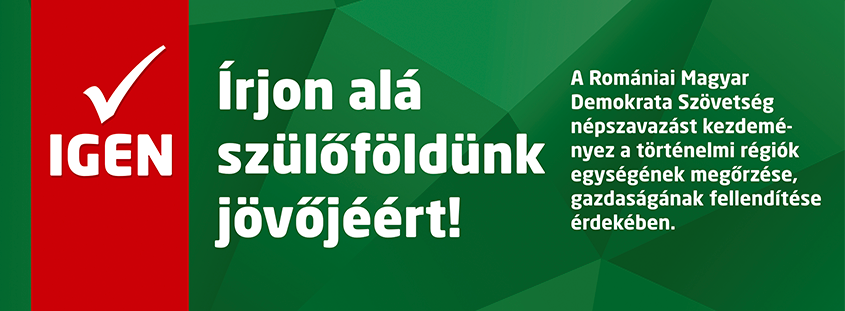 IGEN
Írjon alá
szülőföldünk
jövőjéért!
A Romániai Magyar
Demokrata Szövetség
népszavazást kezdemé-
nyez a történelmi régiók
egységének megőrzése,
gazdaságának fellendítése
érdekében.